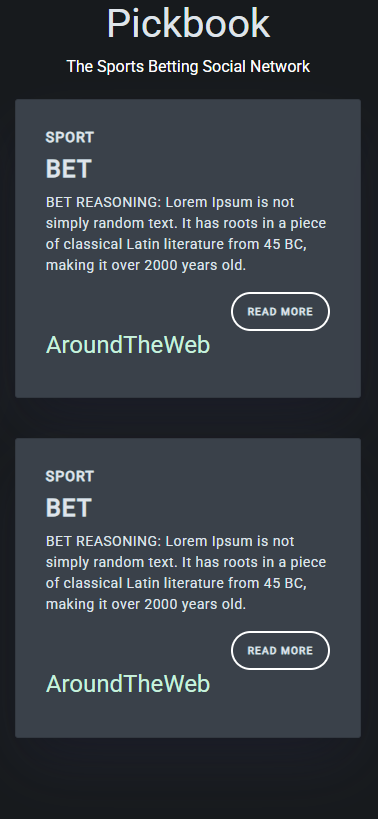 Pickbook
The Sports Betting Social Network
SPORT
BET
BET REASONING: Lorem Ipsum is not
simply random text. It has roots in a piece
of classical Latin literature from 45 BC,
making it over 2000 years old.
READ MORE
AroundTheWeb
SPORT
BET
BET REASONING: Lorem Ipsum is not
simply random text. It has roots in a piece
of classical Latin literature from 45 BC,
making it over 2000 years old.
READ MORE
AroundTheWeb